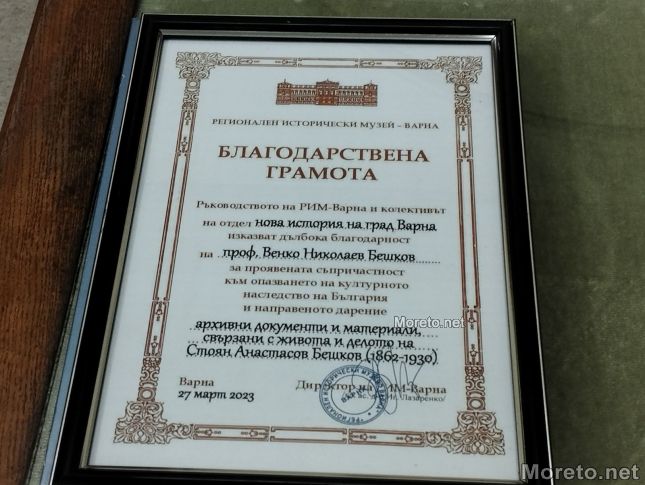 РЕГИОНАЛЕН ИСТОРИЧЕСКИ МУЗЕЙ - ВАРНА
БЛАГОДАРСТВЕНА
ГРАМОТА
Ръководството на РИМ-Варна и колективът
на отдел нова история на град Варна
изказват дълбока благодарност
на проф. Венко Николаев Бешков
за проявената съпричастност
към опазването на културното
наследство на България
и направеното дарение
архивни документи и материали,
свързани с живота и делото на
Стоян Анастасов Бешков (1862-1930)
Варна Директор на РИМ-Варна
27 март 2023 Лазаренко/
Moreto.net
Moreto.net